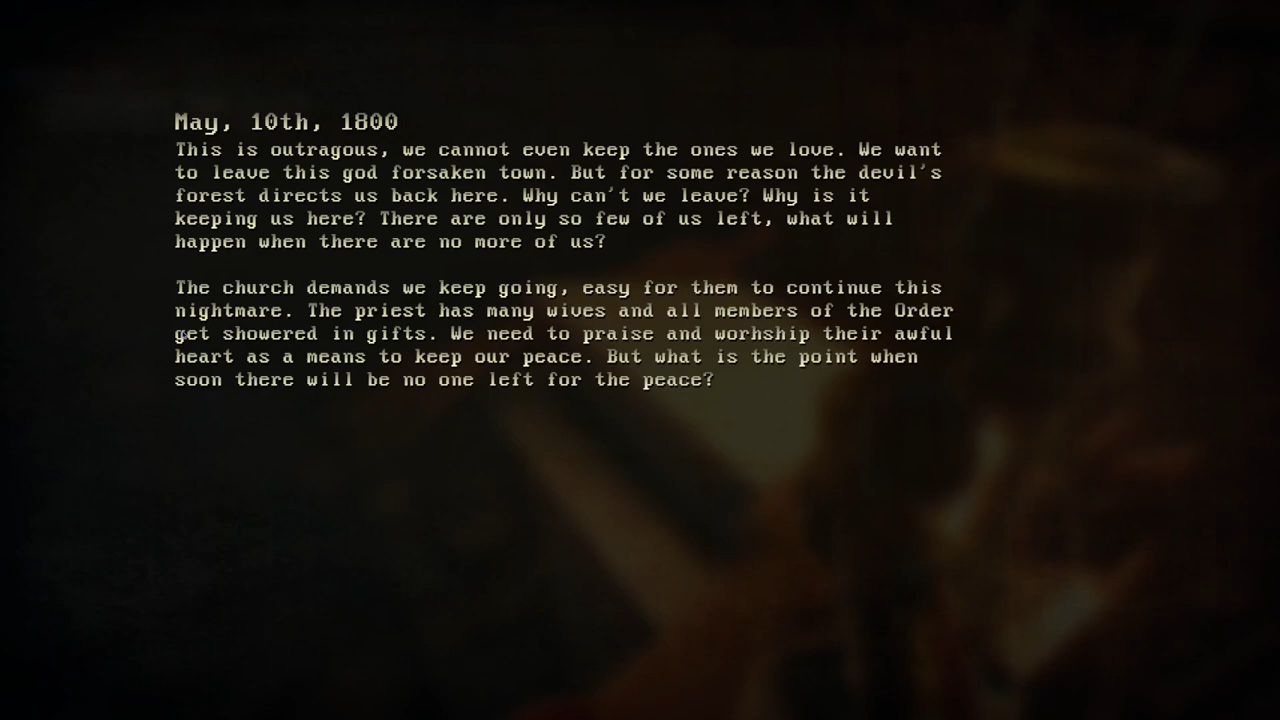 May, 10th, 1800
This is outragous, we cannot even keep the ones we love. We want
to leave this god forsaken town. But for some reason the devil's
forest directs us back here. Why can't we leave? Why is it
keeping us here? There are only so few of us left, what will
happen when there are no more of us?
The church demands we keep going, easy for them to continue this
nightmare. The priest has many wives and all members of the Order
get showered in gifts. We need to praise and worhship their awful
heart as a means to keep our peace. But what is the point when
soon there will be no one left for the peace?